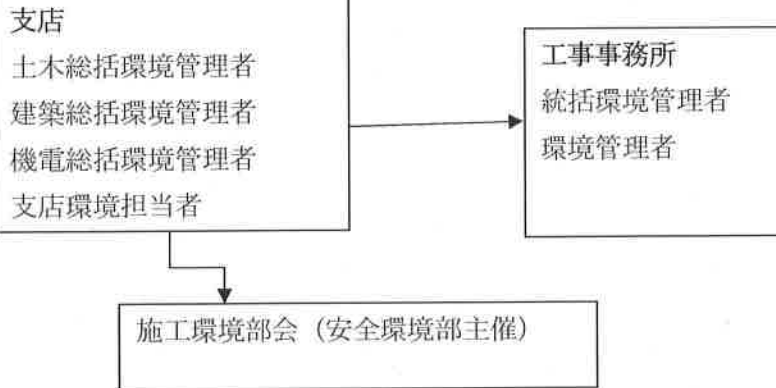 支店
土木総括環境管理者
建築総括環境管理者
機電総括環境管理者
支店環境担当者
工事事務所
統括環境管理者
環境管理者
施工環境部会（安全環境部主催）